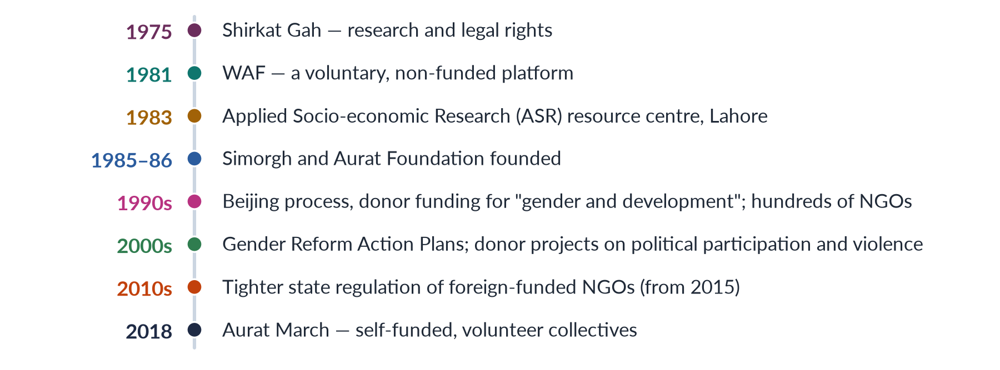 1975 Shirkat Gah — research and legal rights
1981 WAF — a voluntary, non-funded platform
1983 Applied Socio-economic Research (ASR) resource centre, Lahore
1985–86 Simorgh and Aurat Foundation founded
1990s Beijing process, donor funding for "gender and development"; hundreds of NGOs
2000s Gender Reform Action Plans; donor projects on political participation and violence
2010s Tighter state regulation of foreign-funded NGOs (from 2015)
2018 Aurat March — self-funded, volunteer collectives